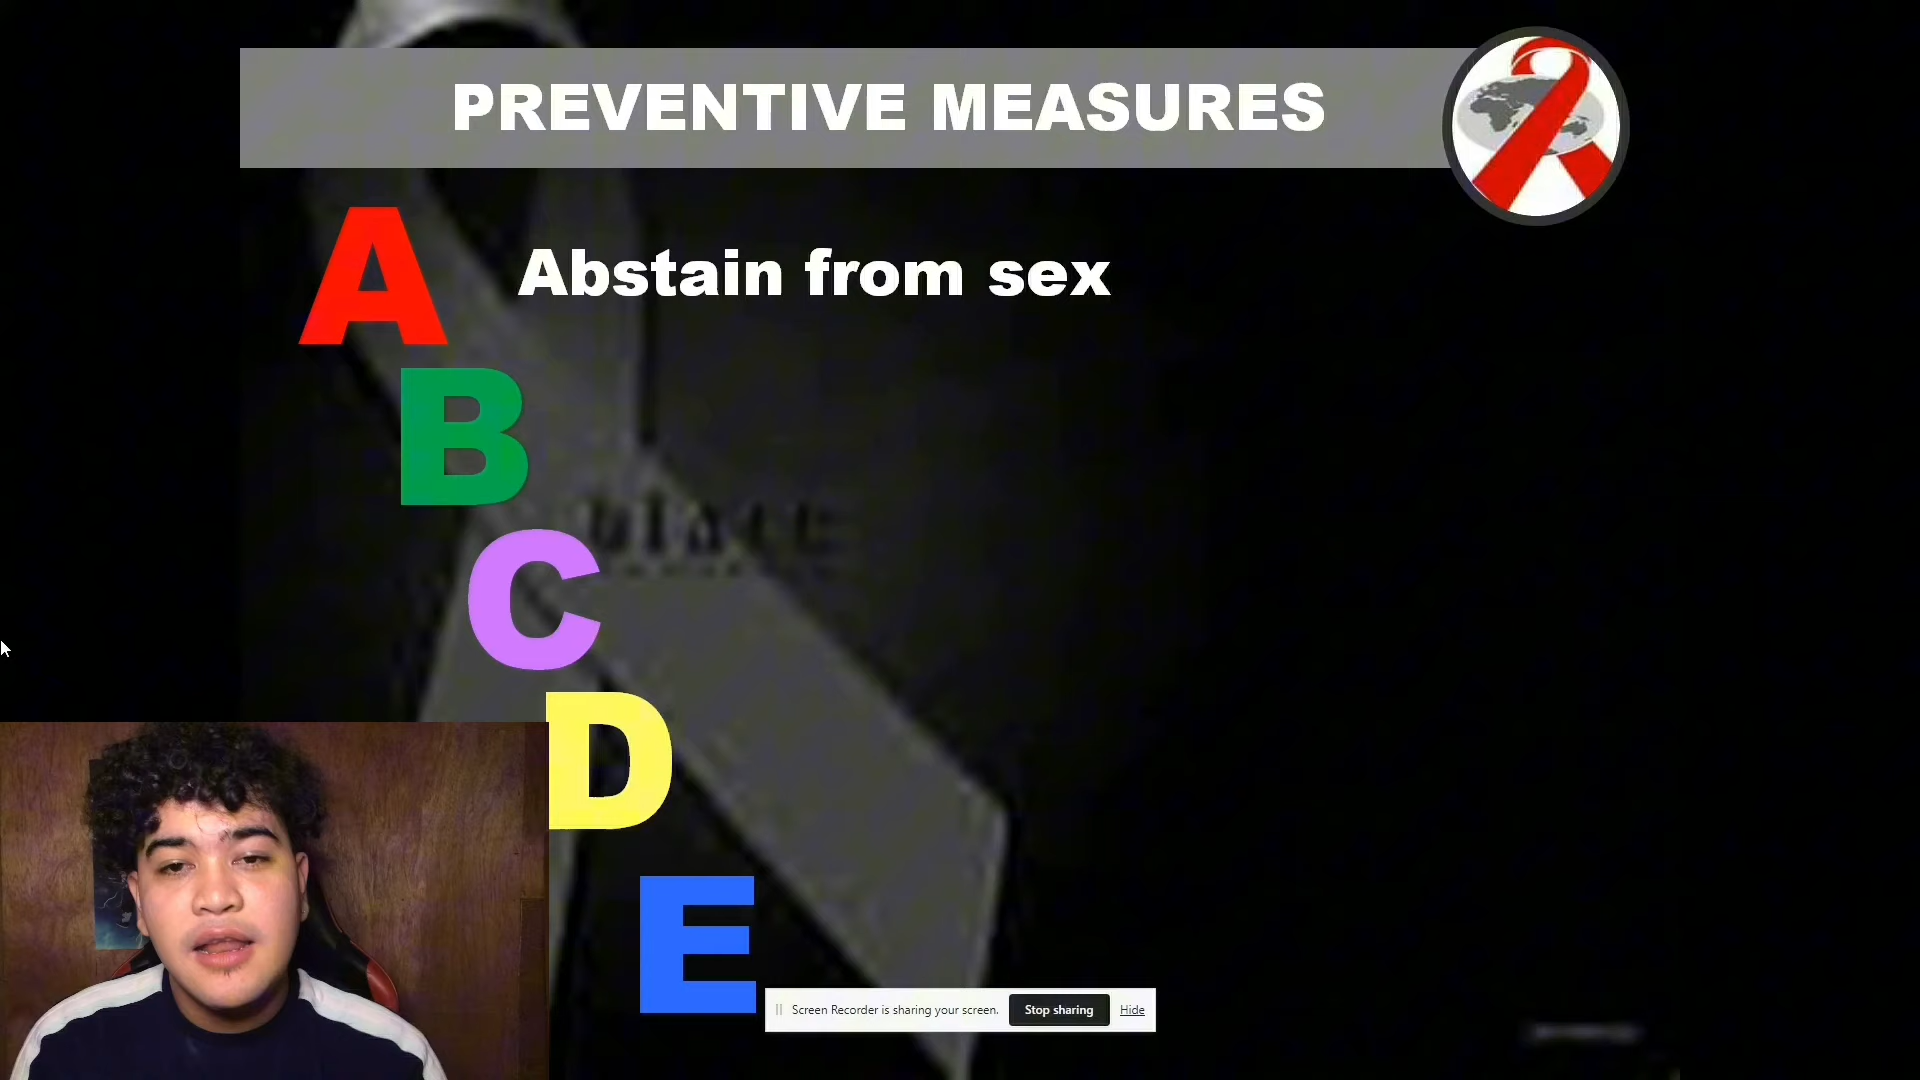 PREVENTIVE MEASURES
A
Abstain from sex
B
C
D
E
Screen Recorder is sharing your screen.
Stop sharing
Hide